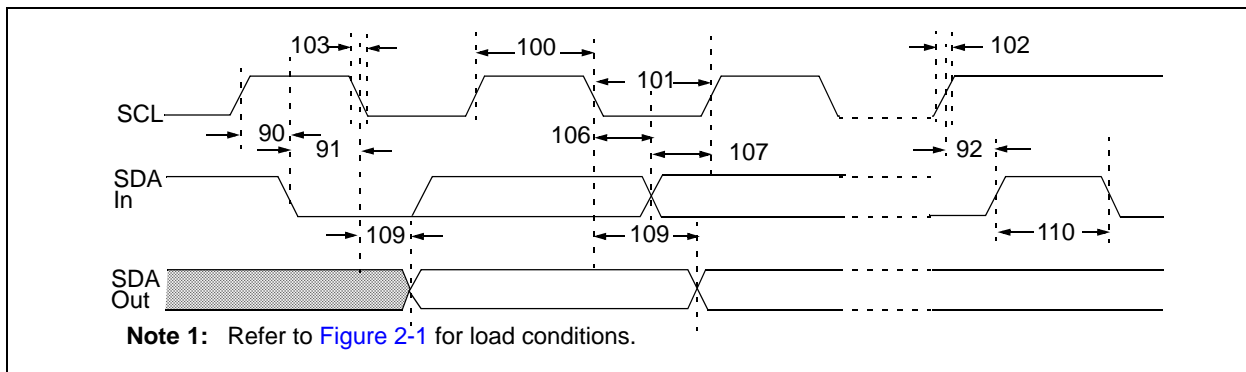 103
100
102
101
SCL
90
106
91
107
92
SDA
In
109
109
110
SDA
Out
Note 1: Refer to Figure 2-1 for load conditions.